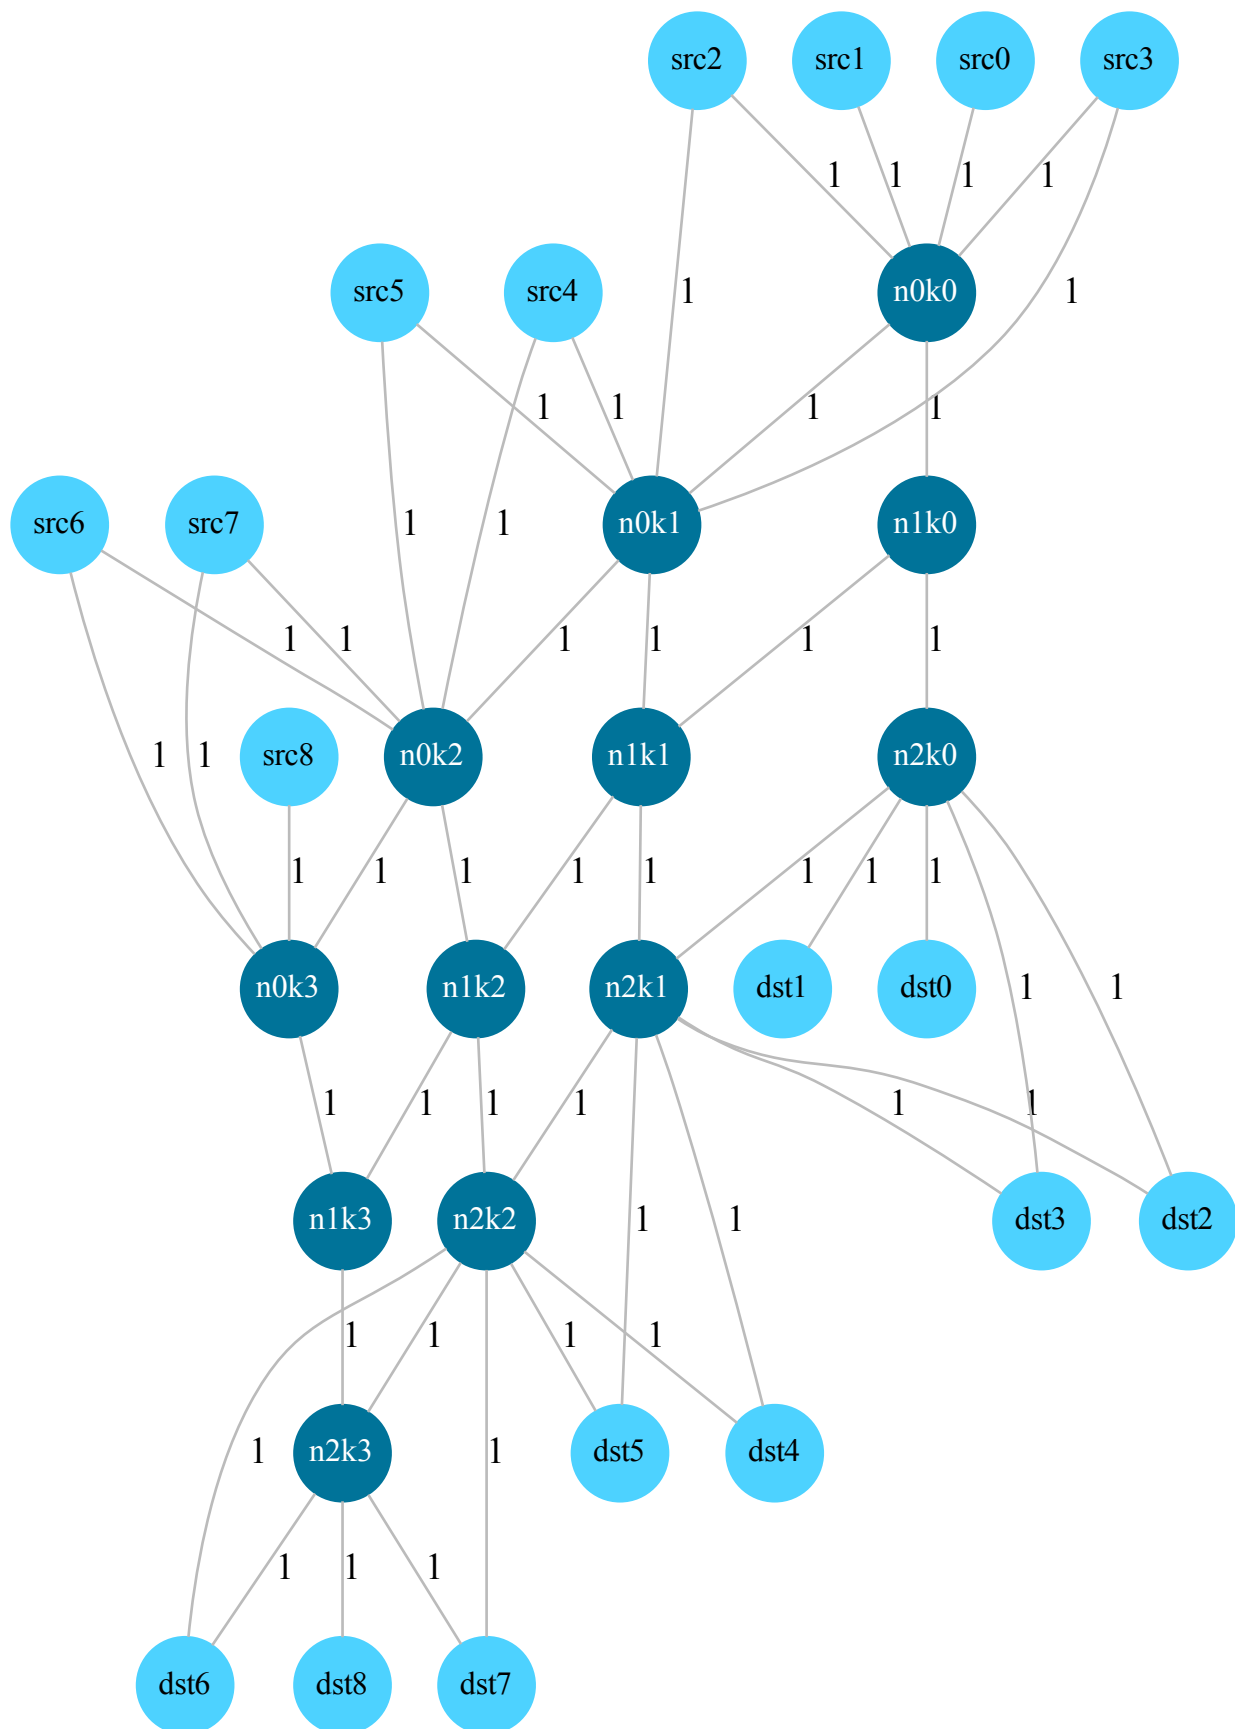 src2 src1 src0 src3
1 1 1 1
src5 src4 1 n0k0 1
1 1 1 1
src6 src7 1 1 n0k1 n1k0
1 1 1 1 1 1
1 1 src8 n0k2 n1k1 n2k0
1 1 1 1 1 1 1 1
n0k3 n1k2 n2k1 dst1 dst0 1 1
1 1 1 1 1 1
n1k3 n2k2 1 1 dst3 dst2
1 1 1 1
1 n2k3 1 dst5 dst4
1 1 1
dst6 dst8 dst7